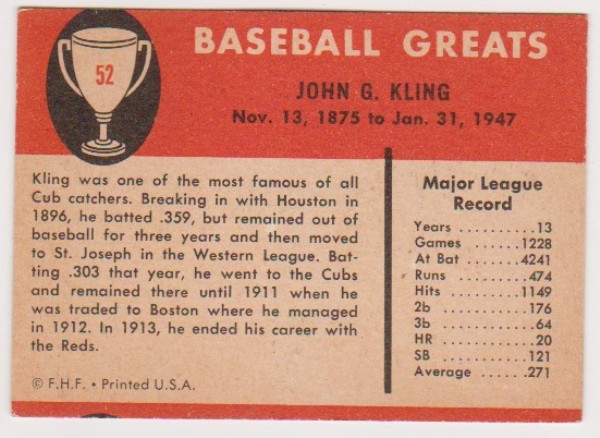 52
BASEBALL GREATS
JOHN G. KLING
Nov. 13, 1875 to Jan. 31, 1947
Kling was one of the most famous of all
Cub catchers. Breaking in with Houston in
1896, he batted .359, but remained out of
baseball for three years and then moved
to St. Joseph in the Western League. Bat-
ting .303 that year, he went to the Cubs
and remained there until 1911 when he
was traded to Boston where he managed
in 1912. In 1913, he ended his career with
the Reds.
© F.H.F. • Printed U.S.A.
Major League
Record
Years ..........13
Games ........1228
At Bat ........4241
Runs ..........474
Hits ..........1149
2b ............176
3b .............64
HR .............20
SB ............121
Average ......271